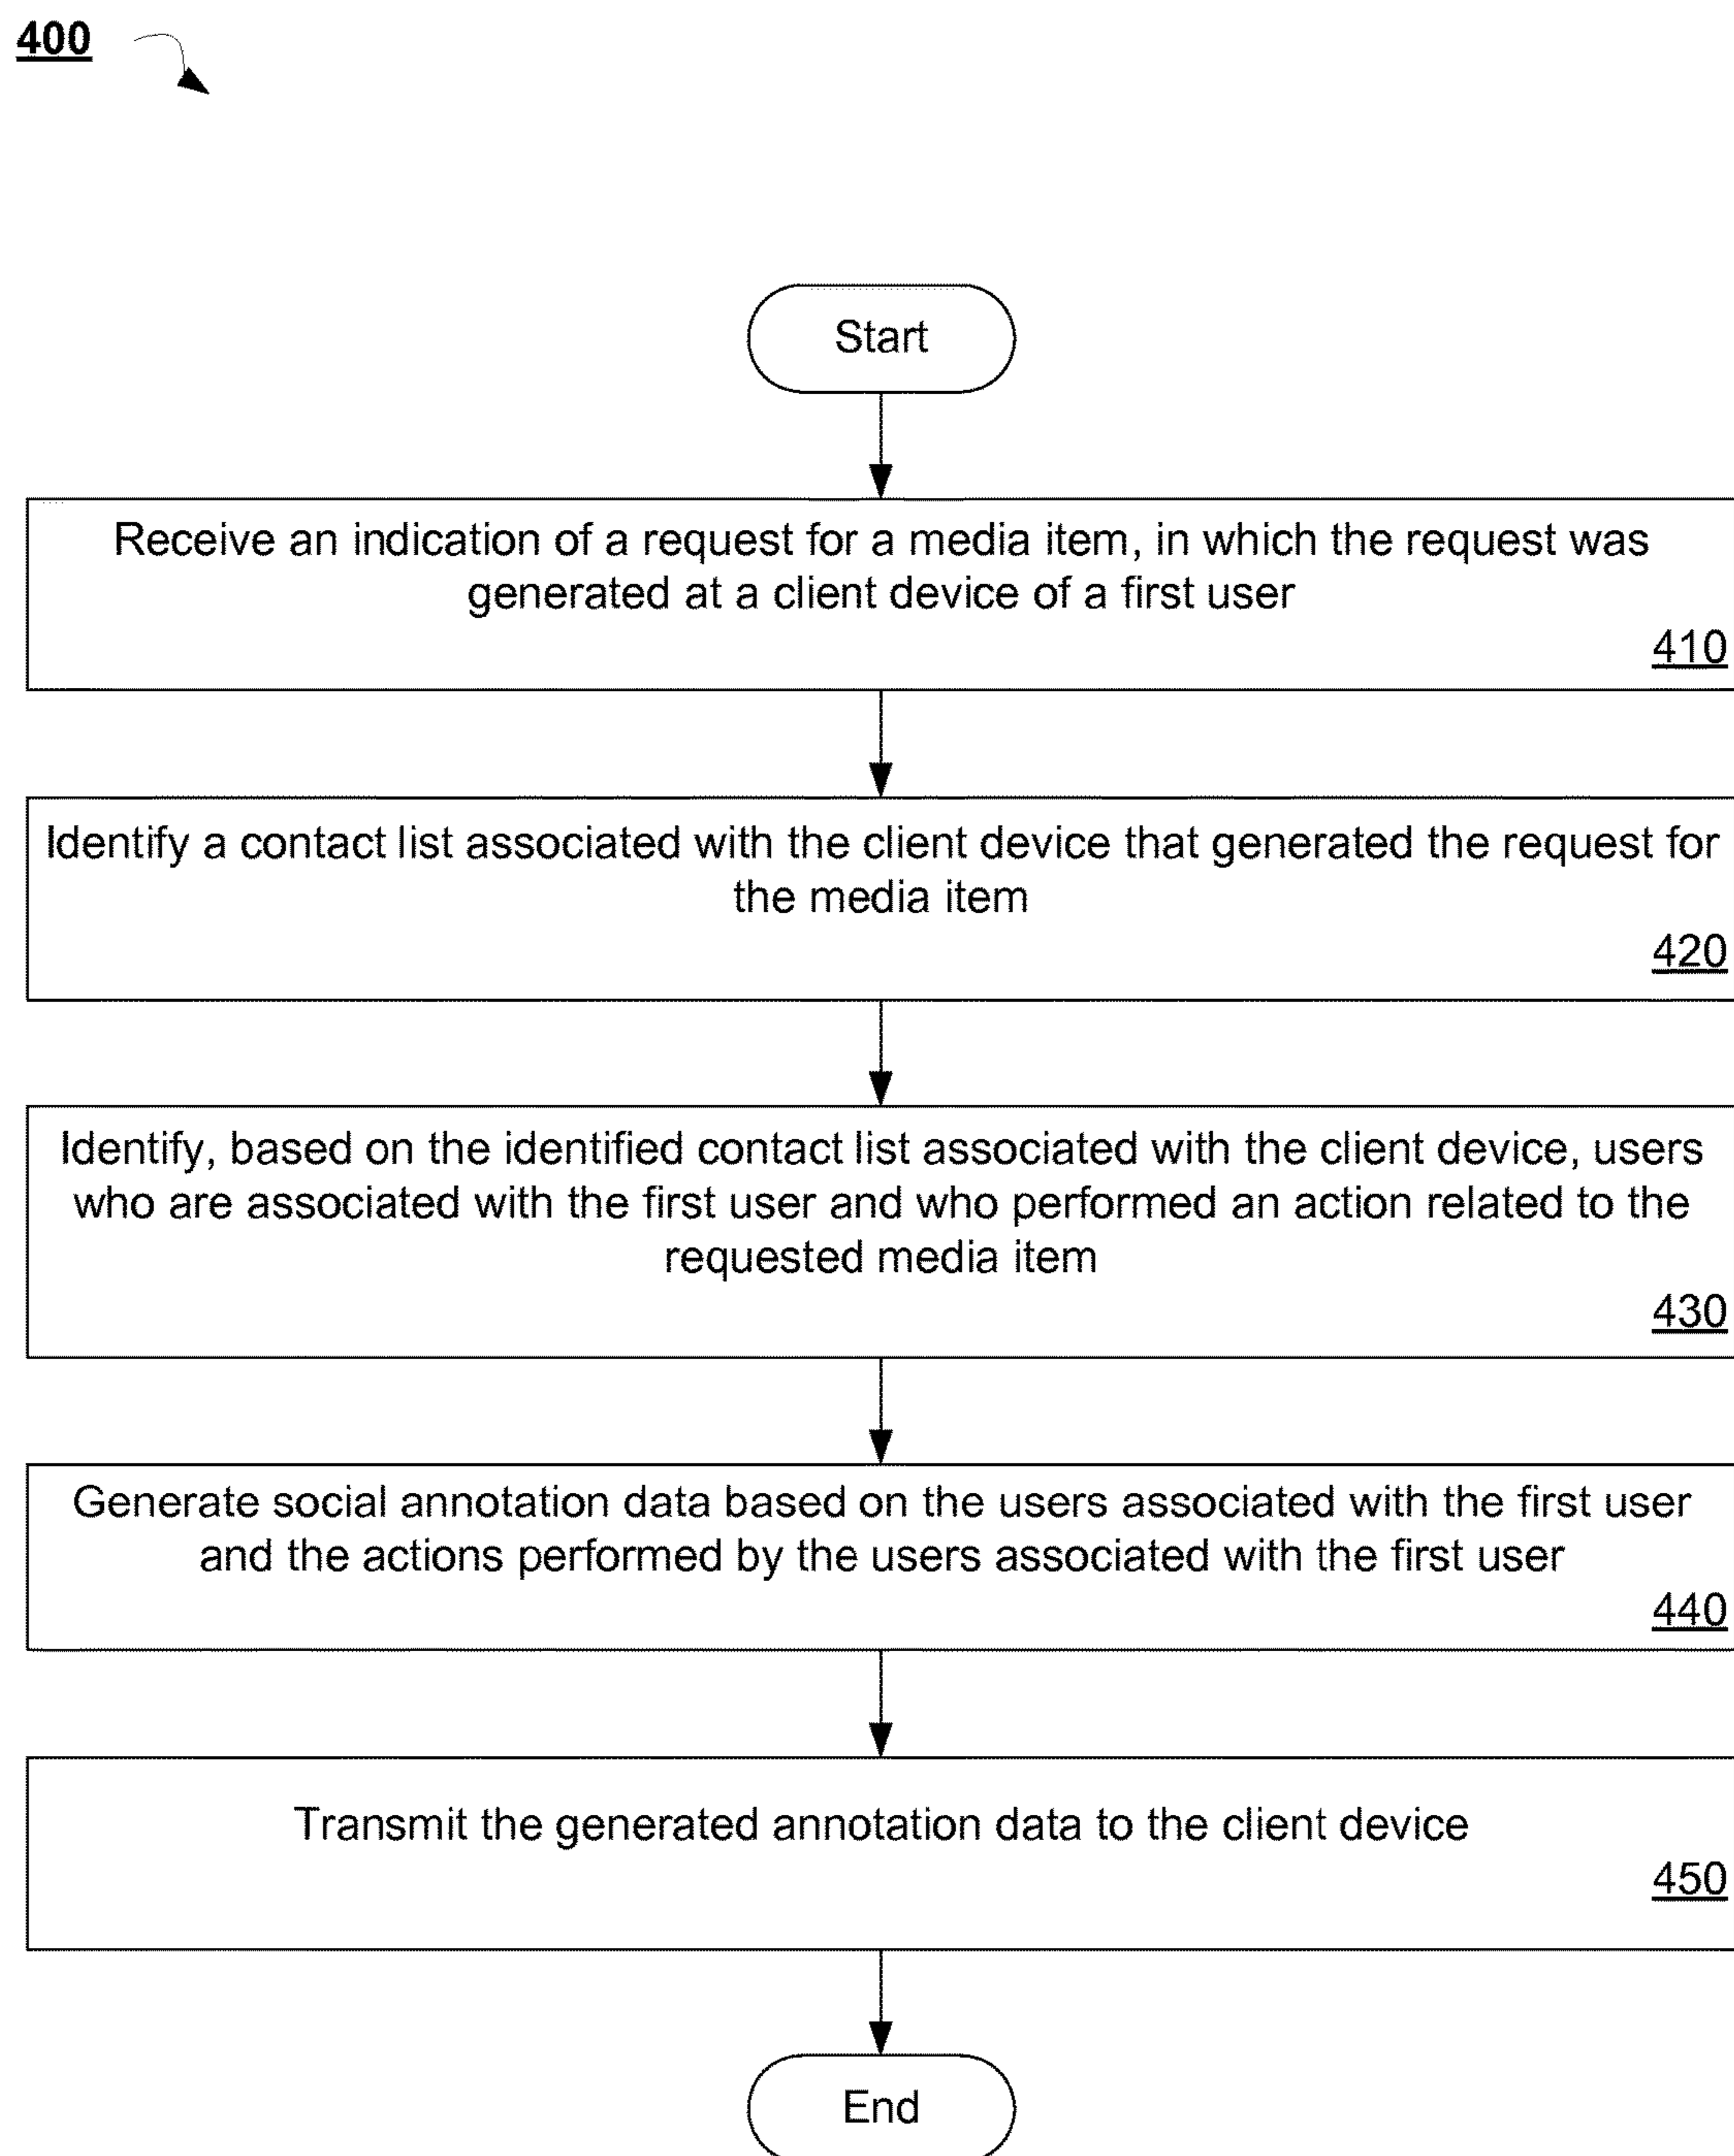 400
Start
Receive an indication of a request for a media item, in which the request was
generated at a client device of a first user
410
Identify a contact list associated with the client device that generated the request for
the media item
420
Identify, based on the identified contact list associated with the client device, users
who are associated with the first user and who performed an action related to the
requested media item
430
Generate social annotation data based on the users associated with the first user
and the actions performed by the users associated with the first user
440
Transmit the generated annotation data to the client device
450
End